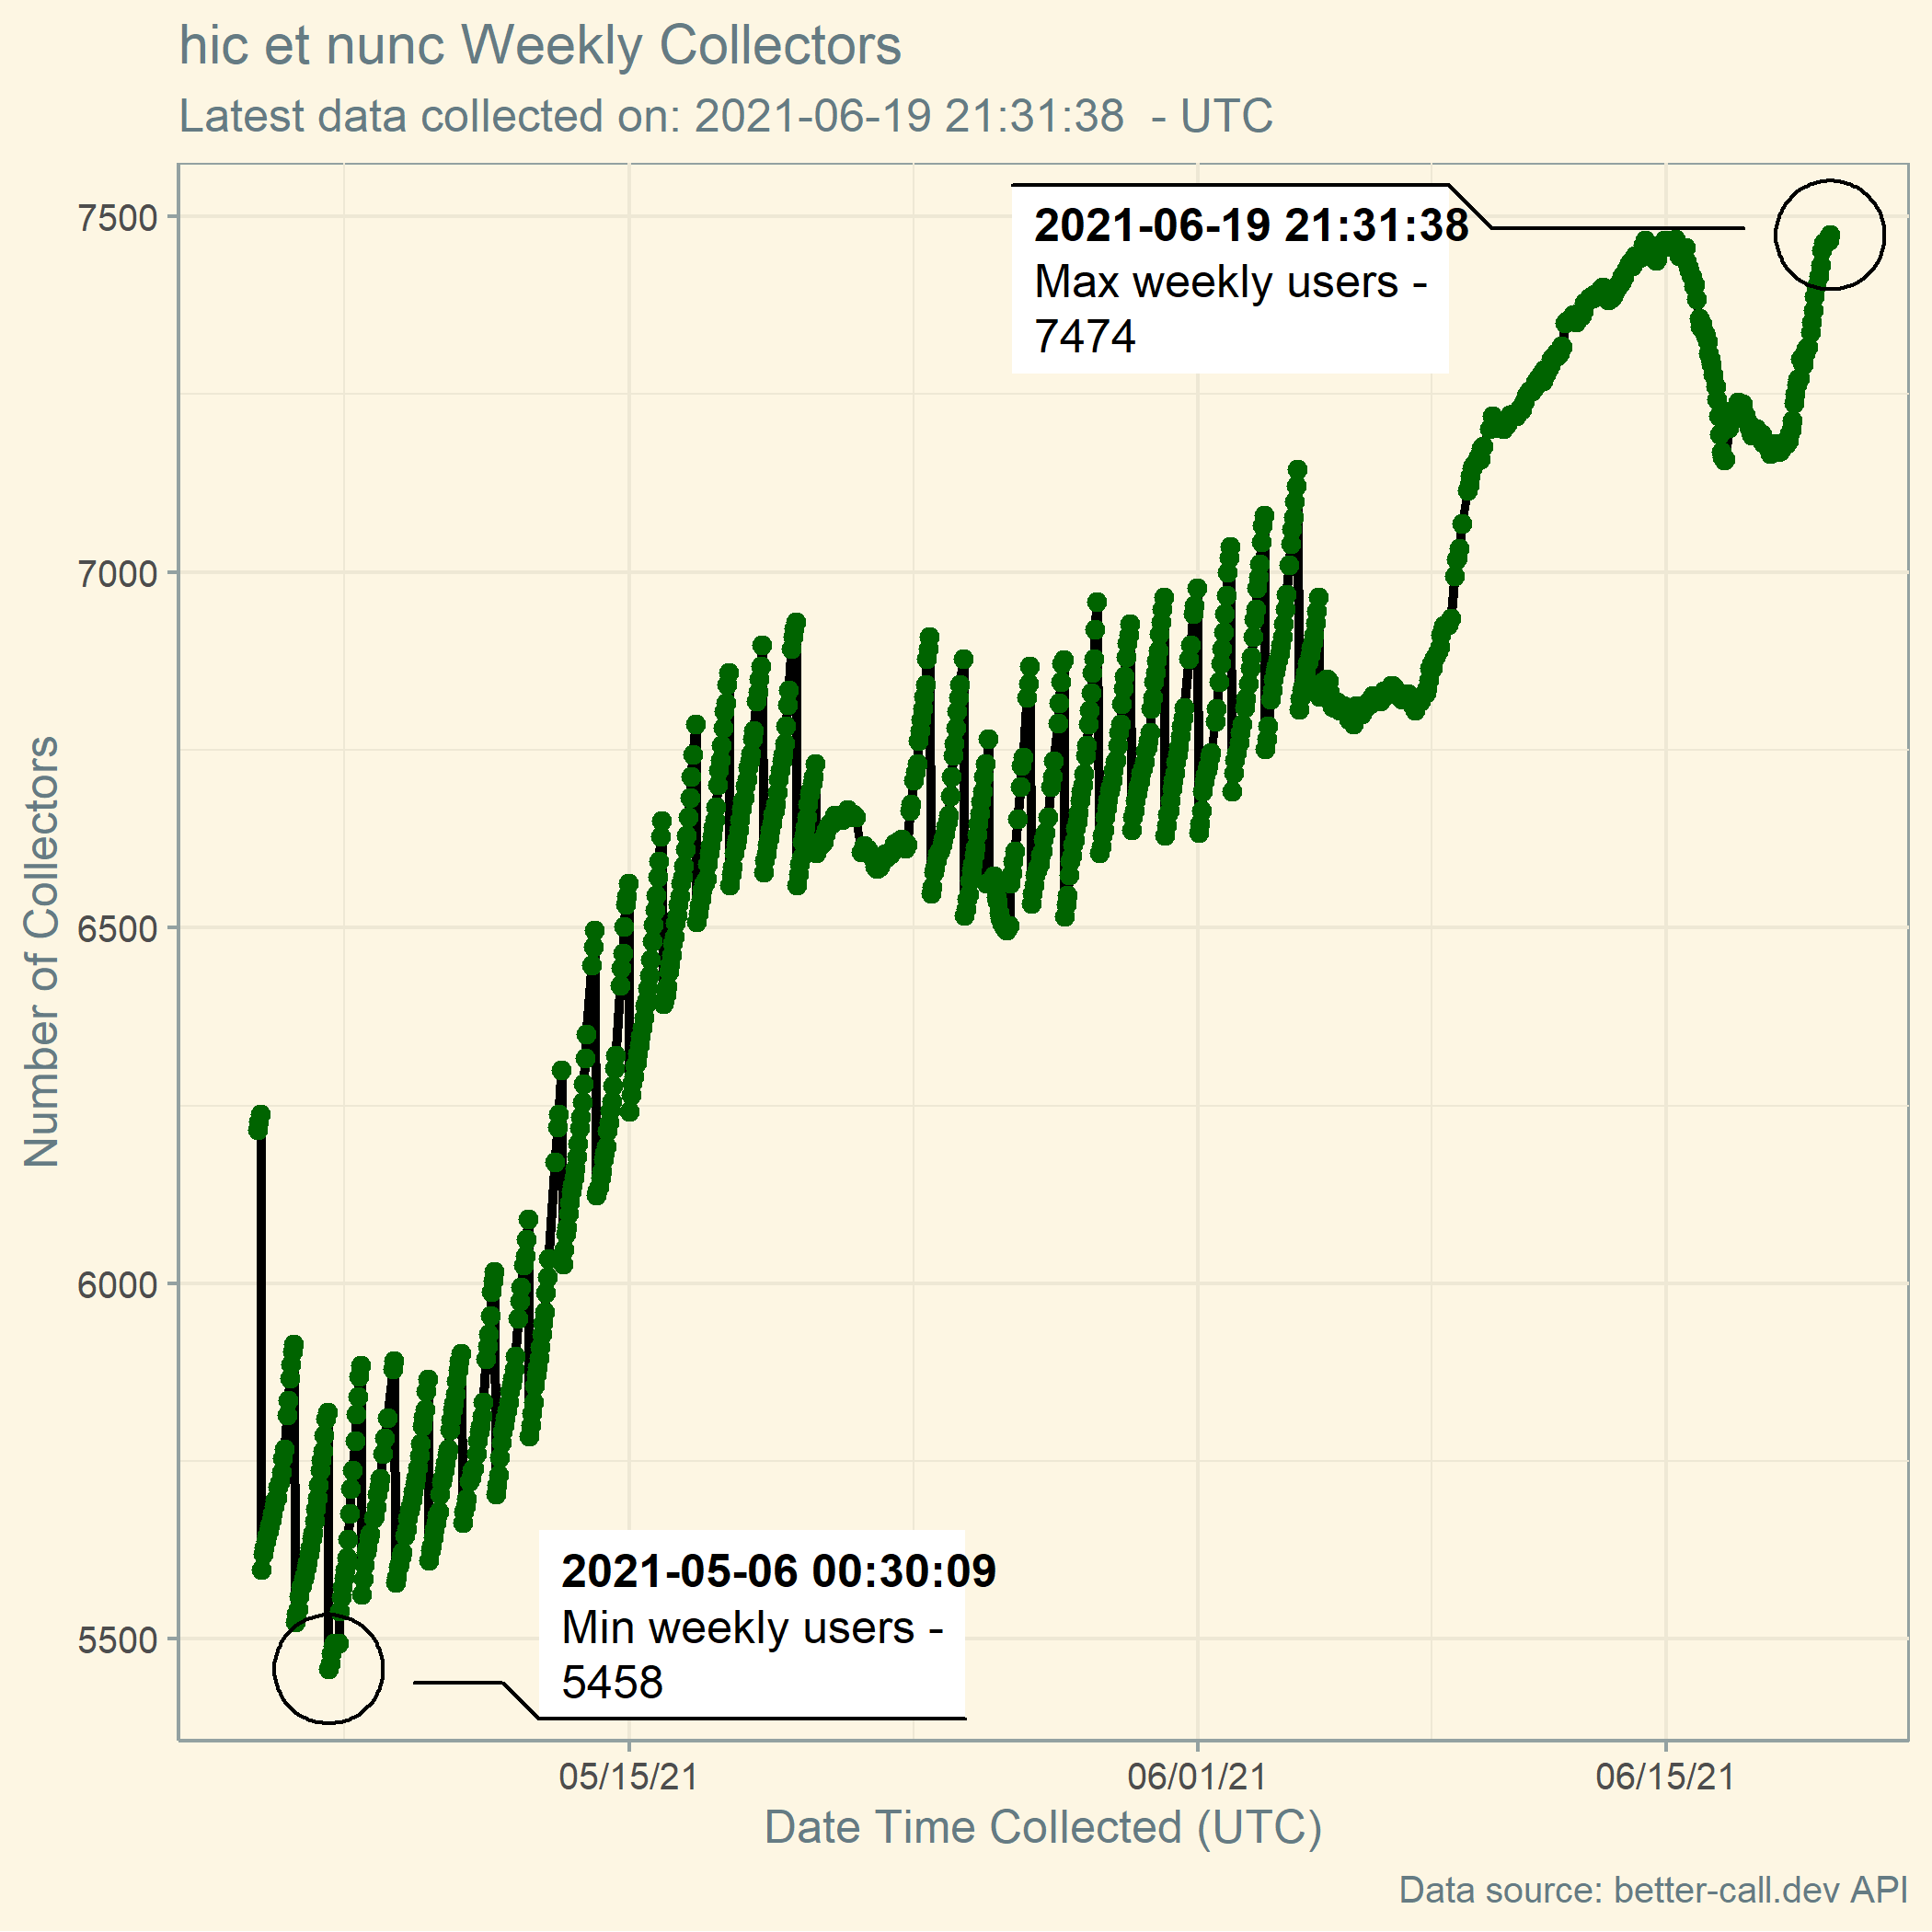 hic et nunc Weekly Collectors
Latest data collected on: 2021-06-19 21:31:38  - UTC
7500
7000
6500
6000
5500
Number of Collectors
2021-06-19 21:31:38
Max weekly users -
7474
2021-05-06 00:30:09
Min weekly users -
5458
05/15/21
06/01/21
06/15/21
Date Time Collected (UTC)
Data source: better-call.dev API